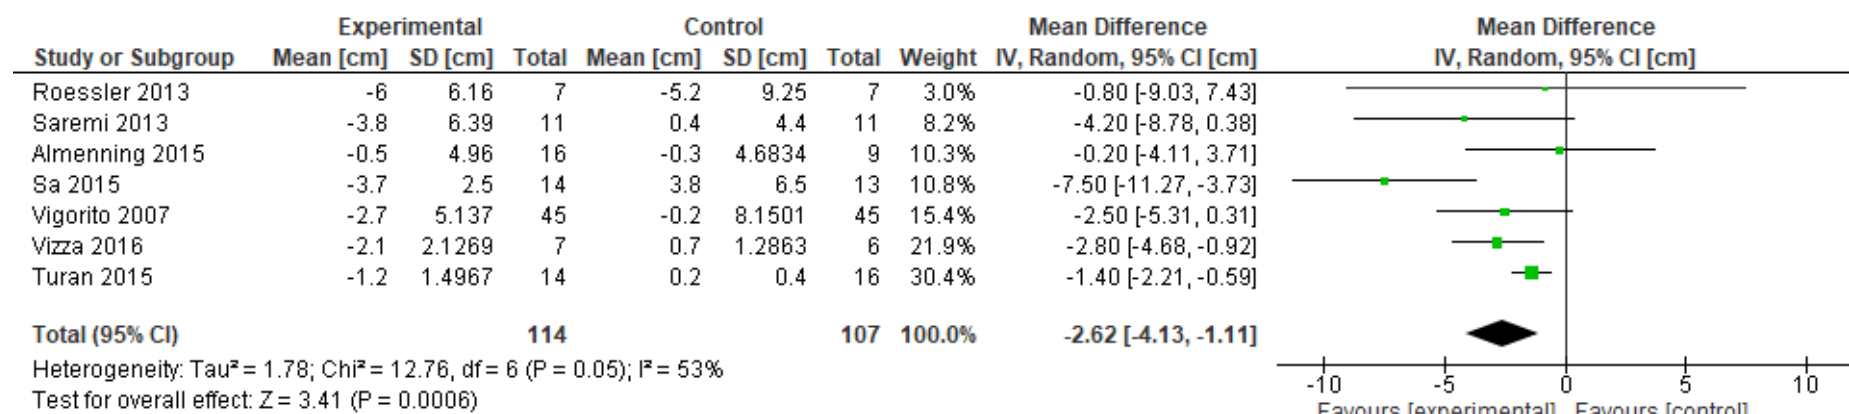 Experimental Control Mean Difference Mean Difference
Study or Subgroup Mean [cm] SD [cm] Total Mean [cm] SD [cm] Total Weight IV, Random, 95% CI [cm] IV, Random, 95% CI [cm]
Roessler 2013 -6 6.16 7 -5.2 9.25 7 3.0% -0.80 [-9.03, 7.43]
Saremi 2013 -3.8 6.39 11 0.4 4.4 11 8.2% -4.20 [-8.78, 0.38]
Almenning 2015 -0.5 4.96 16 -0.3 4.6834 9 10.3% -0.20 [-4.11, 3.71]
Sa 2015 -3.7 2.5 14 3.8 6.5 13 10.8% -7.50 [-11.27, -3.73]
Vigorito 2007 -2.7 5.137 45 -0.2 8.1501 45 15.4% -2.50 [-5.31, 0.31]
Vizza 2016 -2.1 2.1269 7 0.7 1.2863 6 21.9% -2.80 [-4.68, -0.92]
Turan 2015 -1.2 1.4967 14 0.2 0.4 16 30.4% -1.40 [-2.21, -0.59]
Total (95% CI) 114 107 100.0% -2.62 [-4.13, -1.11]
Heterogeneity: Tau² = 1.78; Chi² = 12.76, df = 6 (P = 0.05); I² = 53%
Test for overall effect: Z = 3.41 (P = 0.0006)
-10 -5 0 5 10
Favours [experimental] Favours [control]